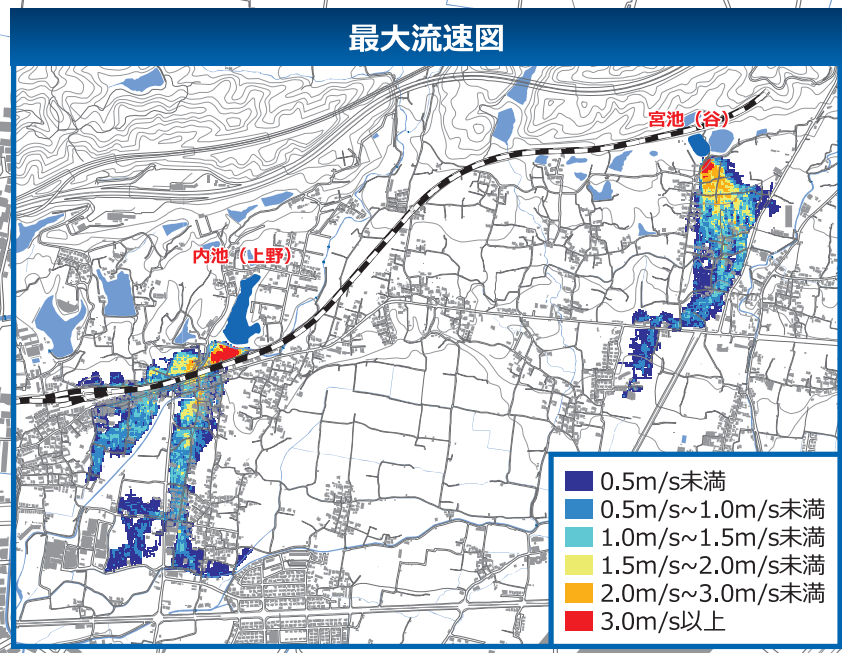 最大流速図
宮池（谷）
内池（上野）
0.5m/s未満
0.5m/s~1.0m/s未満
1.0m/s~1.5m/s未満
1.5m/s~2.0m/s未満
2.0m/s~3.0m/s未満
3.0m/s以上